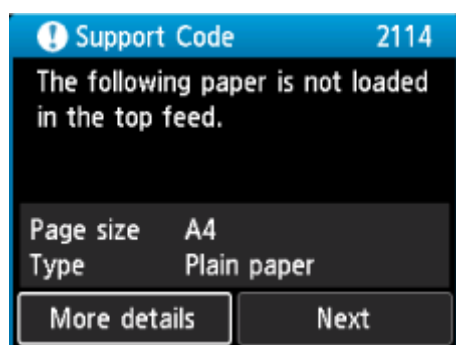 Support Code 2114
The following paper is not loaded
in the top feed.
Page size A4
Type Plain paper
More details Next